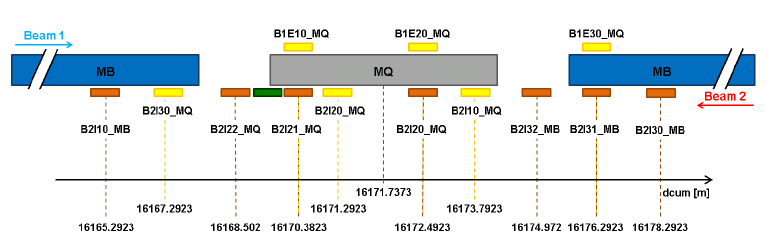 B1E10_MQ B1E20_MQ B1E30_MQ
Beam 1
MB MQ MB
Beam 2
B2I30_MQ B2I20_MQ B2I10_MQ
B2I10_MB B2I22_MQ B2I21_MQ B2I20_MQ B2I32_MB B2I31_MB B2I30_MB
16171.7373 dcum [m]
16167.2923 16171.2923 16173.7923
16165.2923 16168.502 16170.3823 16172.4923 16174.972 16176.2923 16178.2923